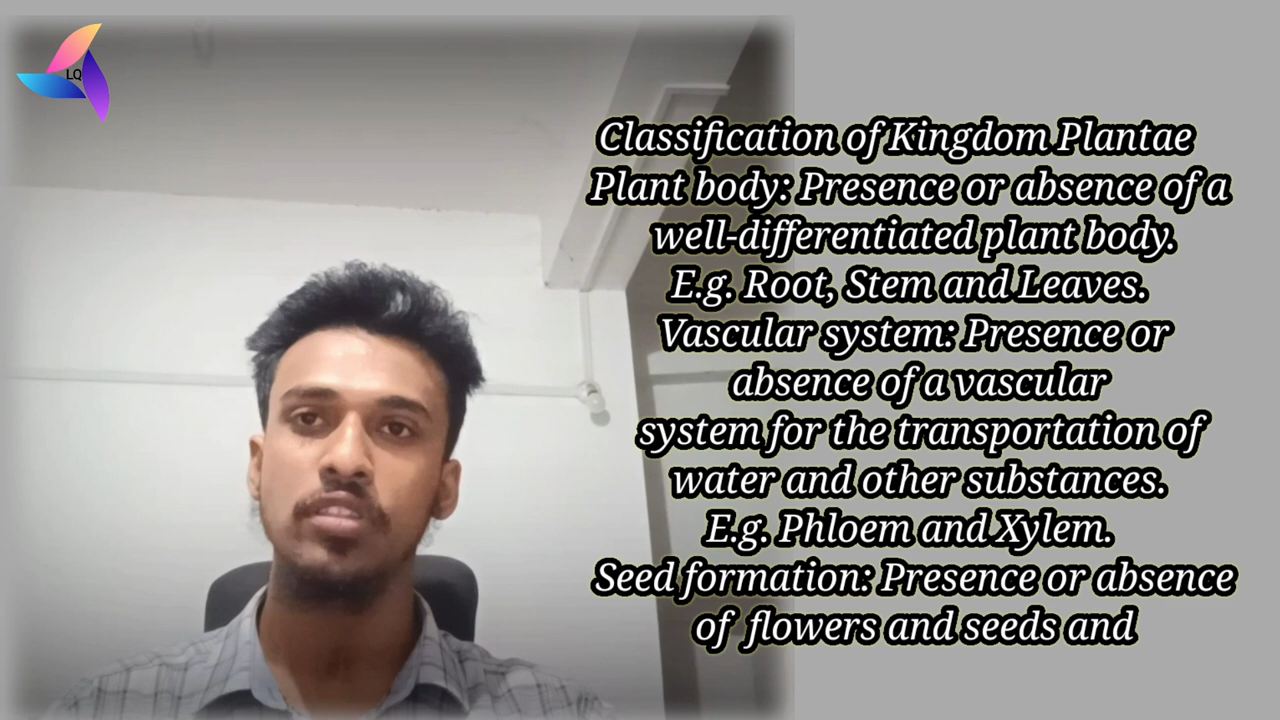 LQ
Classification of Kingdom Plantae
Plant body: Presence or absence of a
well-differentiated plant body.
E.g. Root, Stem and Leaves.
Vascular system: Presence or
absence of a vascular
system for the transportation of
water and other substances.
E.g. Phloem and Xylem.
Seed formation: Presence or absence
of flowers and seeds and